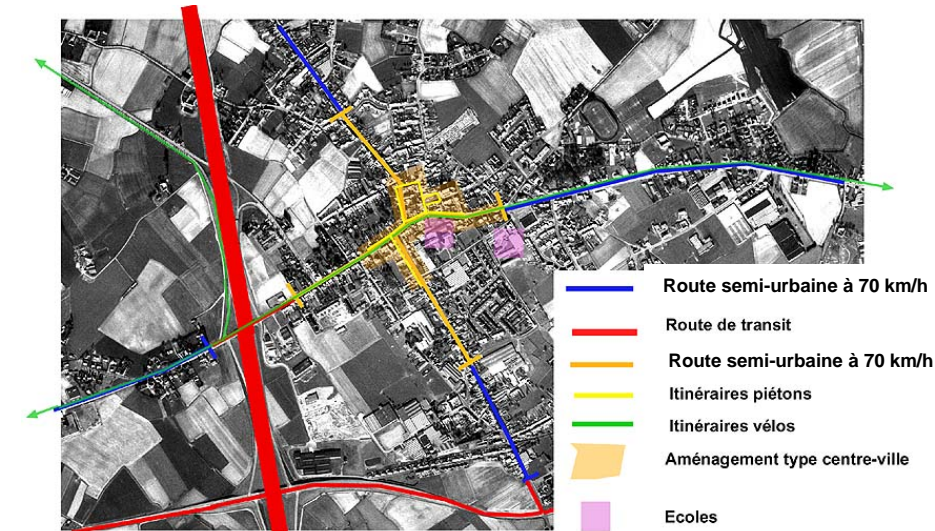 Route semi-urbaine à 70 km/h
Route de transit
Route semi-urbaine à 70 km/h
Itinéraires piétons
Itinéraires vélos
Aménagement type centre-ville
Ecoles